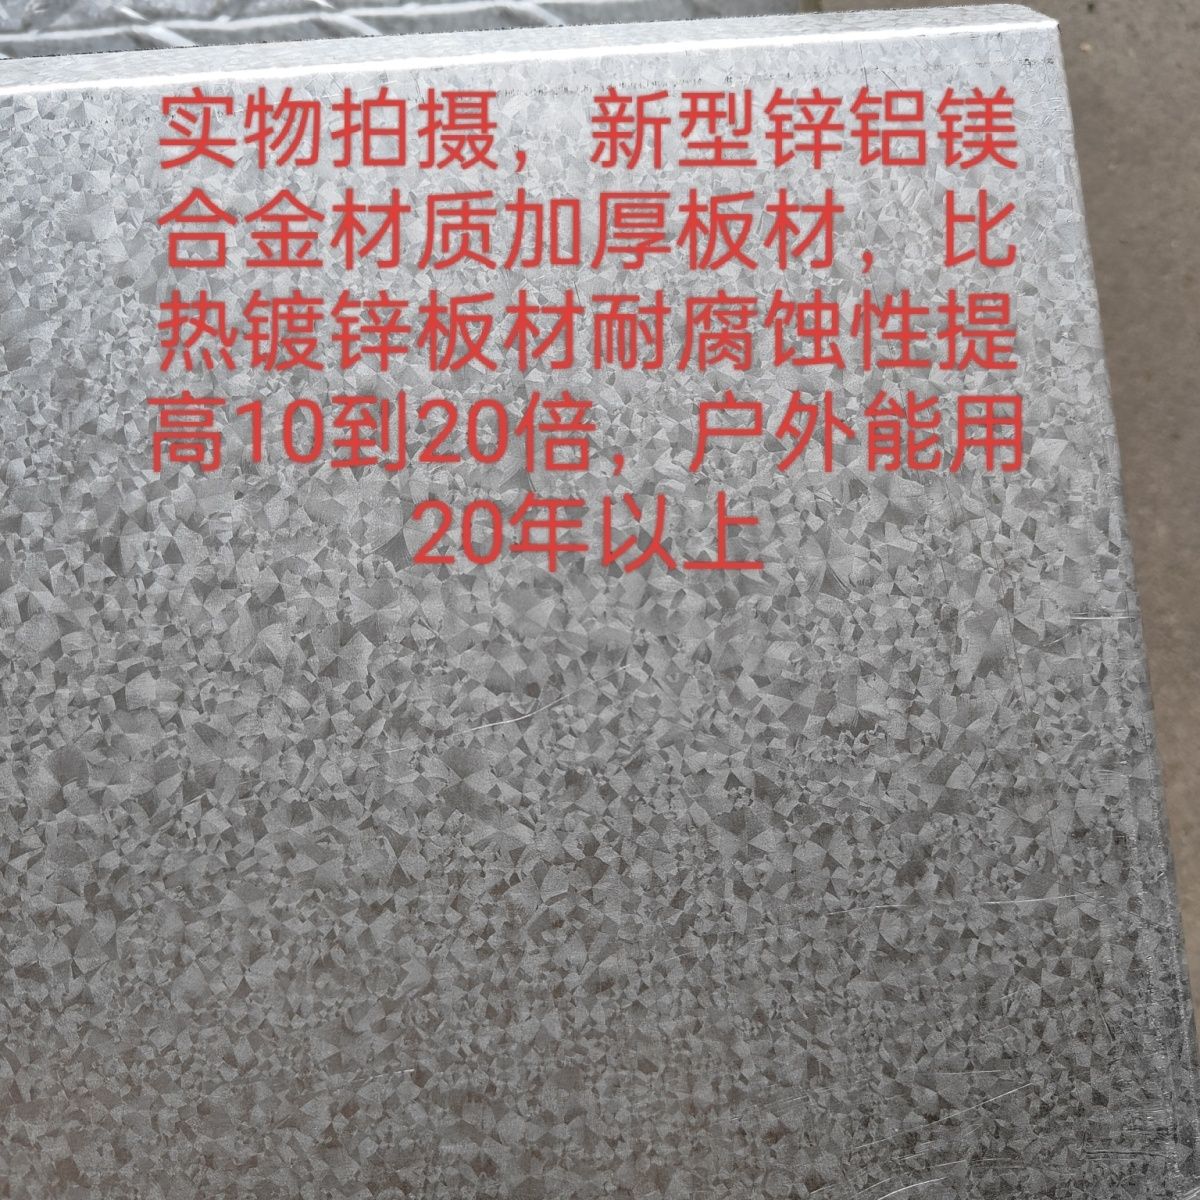 实物拍摄，新型锌铝镁
合金材质加厚板材，比
热镀锌板材耐腐蚀性提
高10到20倍，户外能用
20年以上